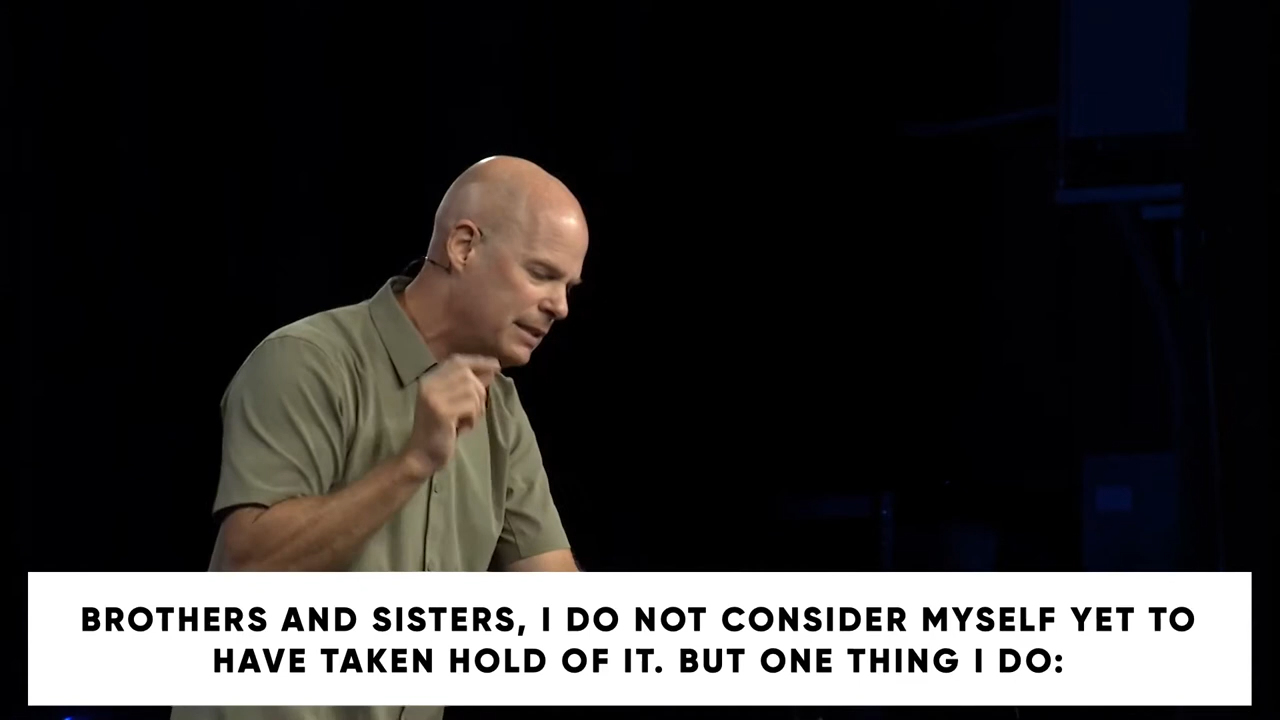 BROTHERS AND SISTERS, I DO NOT CONSIDER MYSELF YET TO
HAVE TAKEN HOLD OF IT. BUT ONE THING I DO: